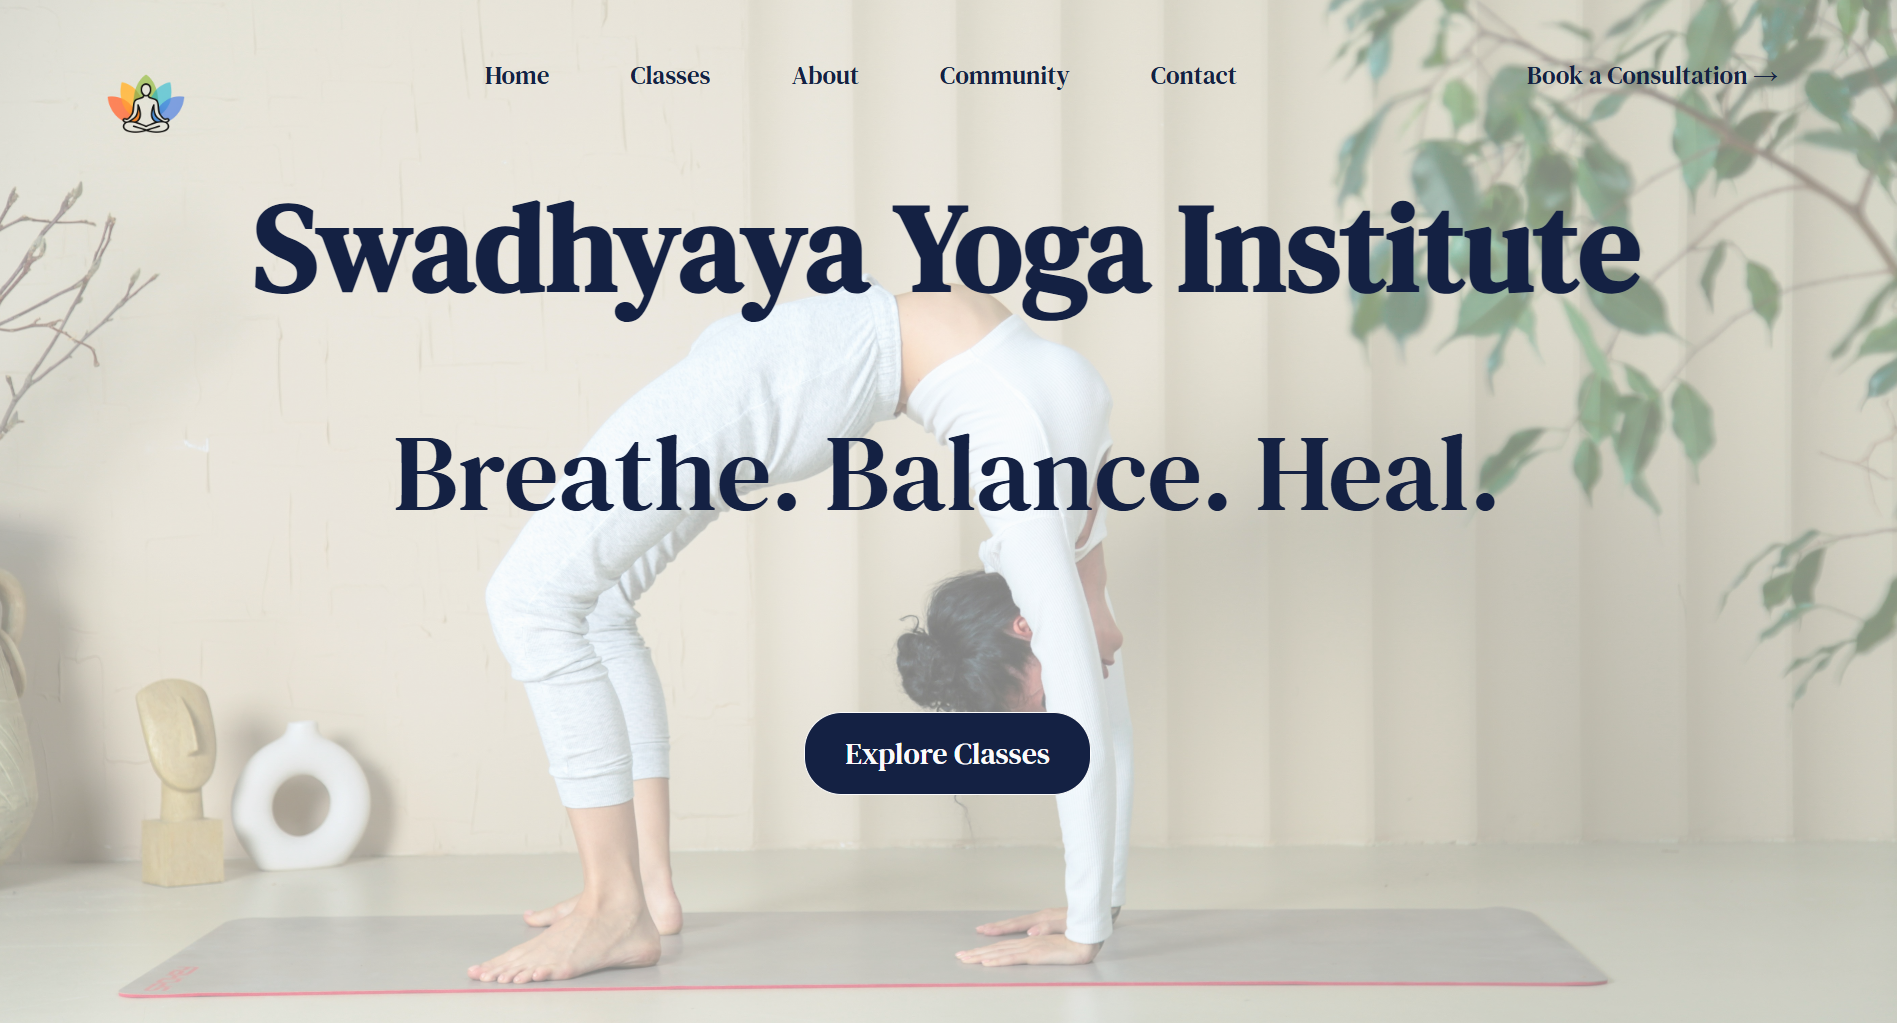 Home Classes About Community Contact Book a Consultation →
Swadhyaya Yoga Institute
Breathe. Balance. Heal.
Explore Classes